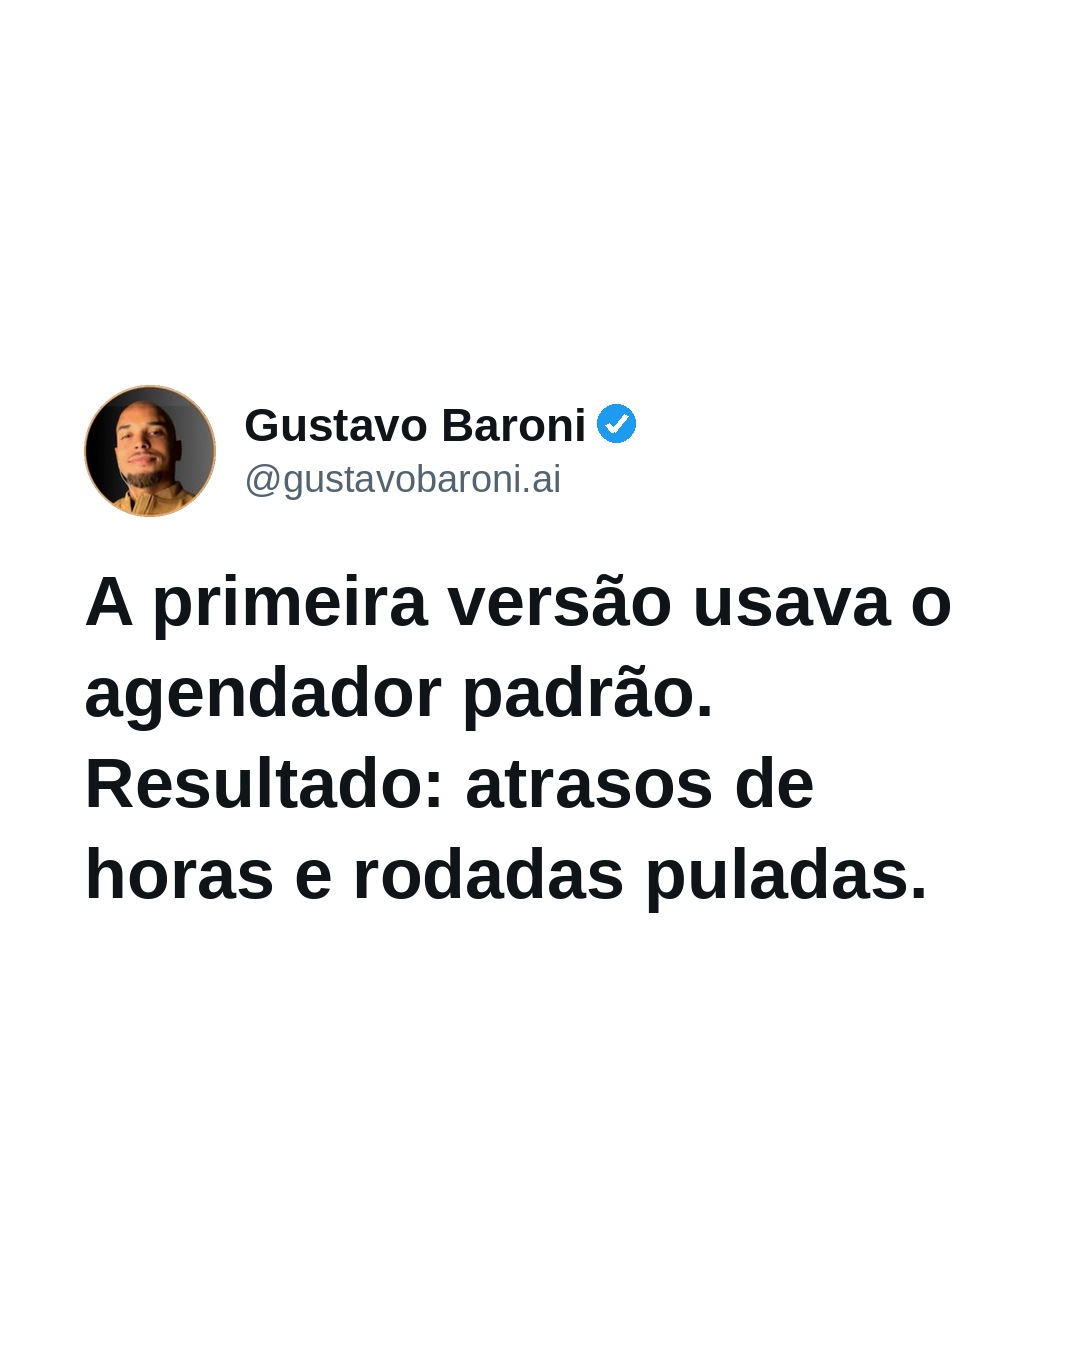 Gustavo Baroni
@gustavobaroni.ai
A primeira versão usava o
agendador padrão.
Resultado: atrasos de
horas e rodadas puladas.